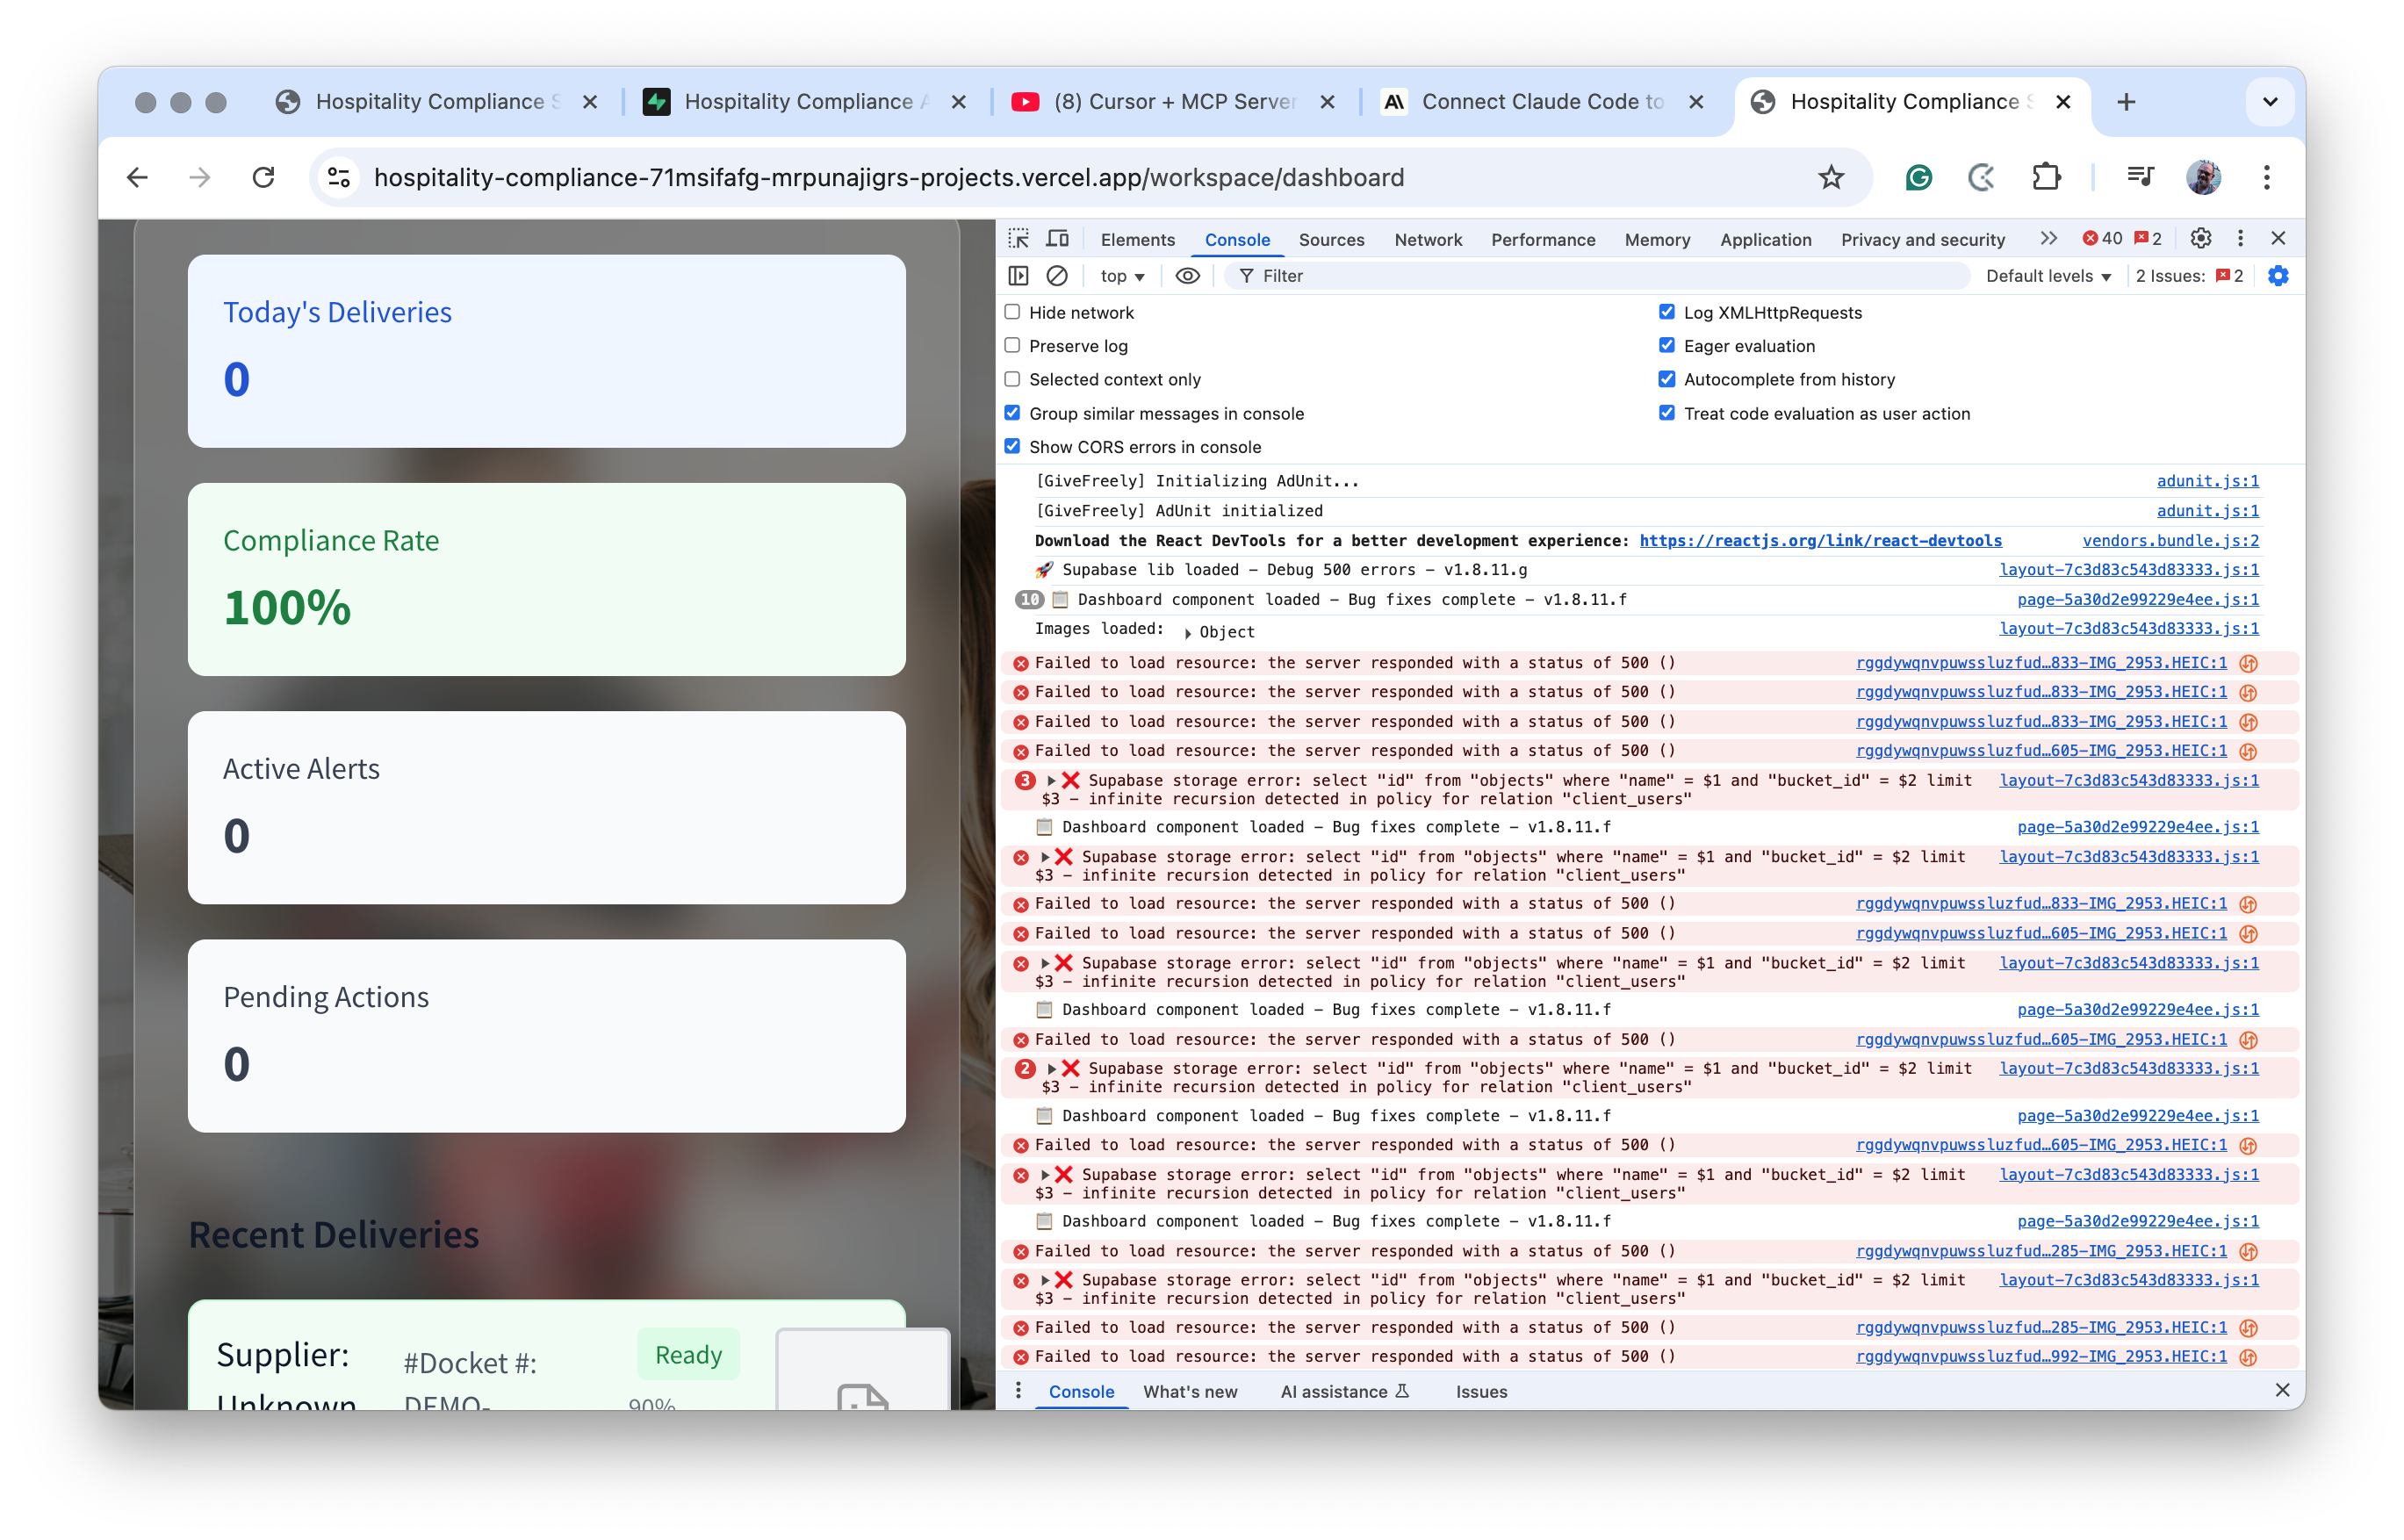 Hospitality Compliance S
Hospitality Compliance A
(8) Cursor + MCP Server
Connect Claude Code to
Hospitality Compliance S
hospitality-compliance-71msifafg-mrpunajigrs-projects.vercel.app/workspace/dashboard
Today's Deliveries
0
Compliance Rate
100%
Active Alerts
0
Pending Actions
0
Recent Deliveries
Supplier:
Unknown
#Docket #:
DEMO-
Ready
90%
Elements Console Sources Network Performance Memory Application Privacy and security 40 2
top Filter Default levels 2 Issues: 2
Hide network Log XMLHttpRequests
Preserve log Eager evaluation
Selected context only Autocomplete from history
Group similar messages in console Treat code evaluation as user action
Show CORS errors in console
[GiveFreely] Initializing AdUnit... adunit.js:1
[GiveFreely] AdUnit initialized adunit.js:1
Download the React DevTools for a better development experience: https://reactjs.org/link/react-devtools vendors.bundle.js:2
🚀 Supabase lib loaded – Debug 500 errors – v1.8.11.g layout-7c3d83c543d83333.js:1
10 📋 Dashboard component loaded – Bug fixes complete – v1.8.11.f page-5a30d2e99229e4ee.js:1
Images loaded: ▶ Object layout-7c3d83c543d83333.js:1
Failed to load resource: the server responded with a status of 500 () rggdywqnvpuwssluzfud…833-IMG_2953.HEIC:1
Failed to load resource: the server responded with a status of 500 () rggdywqnvpuwssluzfud…833-IMG_2953.HEIC:1
Failed to load resource: the server responded with a status of 500 () rggdywqnvpuwssluzfud…833-IMG_2953.HEIC:1
Failed to load resource: the server responded with a status of 500 () rggdywqnvpuwssluzfud…605-IMG_2953.HEIC:1
3 ▶❌ Supabase storage error: select "id" from "objects" where "name" = $1 and "bucket_id" = $2 limit layout-7c3d83c543d83333.js:1
$3 – infinite recursion detected in policy for relation "client_users"
📋 Dashboard component loaded – Bug fixes complete – v1.8.11.f page-5a30d2e99229e4ee.js:1
▶❌ Supabase storage error: select "id" from "objects" where "name" = $1 and "bucket_id" = $2 limit layout-7c3d83c543d83333.js:1
$3 – infinite recursion detected in policy for relation "client_users"
Failed to load resource: the server responded with a status of 500 () rggdywqnvpuwssluzfud…833-IMG_2953.HEIC:1
Failed to load resource: the server responded with a status of 500 () rggdywqnvpuwssluzfud…605-IMG_2953.HEIC:1
▶❌ Supabase storage error: select "id" from "objects" where "name" = $1 and "bucket_id" = $2 limit layout-7c3d83c543d83333.js:1
$3 – infinite recursion detected in policy for relation "client_users"
📋 Dashboard component loaded – Bug fixes complete – v1.8.11.f page-5a30d2e99229e4ee.js:1
Failed to load resource: the server responded with a status of 500 () rggdywqnvpuwssluzfud…605-IMG_2953.HEIC:1
2 ▶❌ Supabase storage error: select "id" from "objects" where "name" = $1 and "bucket_id" = $2 limit layout-7c3d83c543d83333.js:1
$3 – infinite recursion detected in policy for relation "client_users"
📋 Dashboard component loaded – Bug fixes complete – v1.8.11.f page-5a30d2e99229e4ee.js:1
Failed to load resource: the server responded with a status of 500 () rggdywqnvpuwssluzfud…605-IMG_2953.HEIC:1
▶❌ Supabase storage error: select "id" from "objects" where "name" = $1 and "bucket_id" = $2 limit layout-7c3d83c543d83333.js:1
$3 – infinite recursion detected in policy for relation "client_users"
📋 Dashboard component loaded – Bug fixes complete – v1.8.11.f page-5a30d2e99229e4ee.js:1
Failed to load resource: the server responded with a status of 500 () rggdywqnvpuwssluzfud…285-IMG_2953.HEIC:1
▶❌ Supabase storage error: select "id" from "objects" where "name" = $1 and "bucket_id" = $2 limit layout-7c3d83c543d83333.js:1
$3 – infinite recursion detected in policy for relation "client_users"
Failed to load resource: the server responded with a status of 500 () rggdywqnvpuwssluzfud…285-IMG_2953.HEIC:1
Failed to load resource: the server responded with a status of 500 () rggdywqnvpuwssluzfud…992-IMG_2953.HEIC:1
Console What's new AI assistance Issues